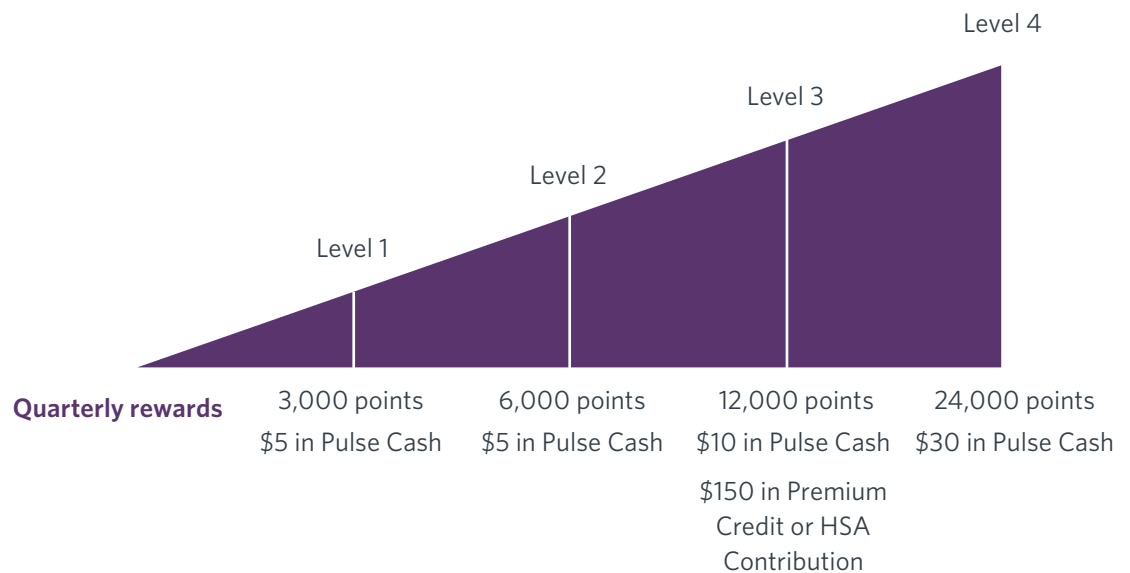 Level 4
Level 3
Level 2
Level 1
Quarterly rewards
3,000 points
$5 in Pulse Cash
6,000 points
$5 in Pulse Cash
12,000 points
$10 in Pulse Cash
$150 in Premium
Credit or HSA
Contribution
24,000 points
$30 in Pulse Cash